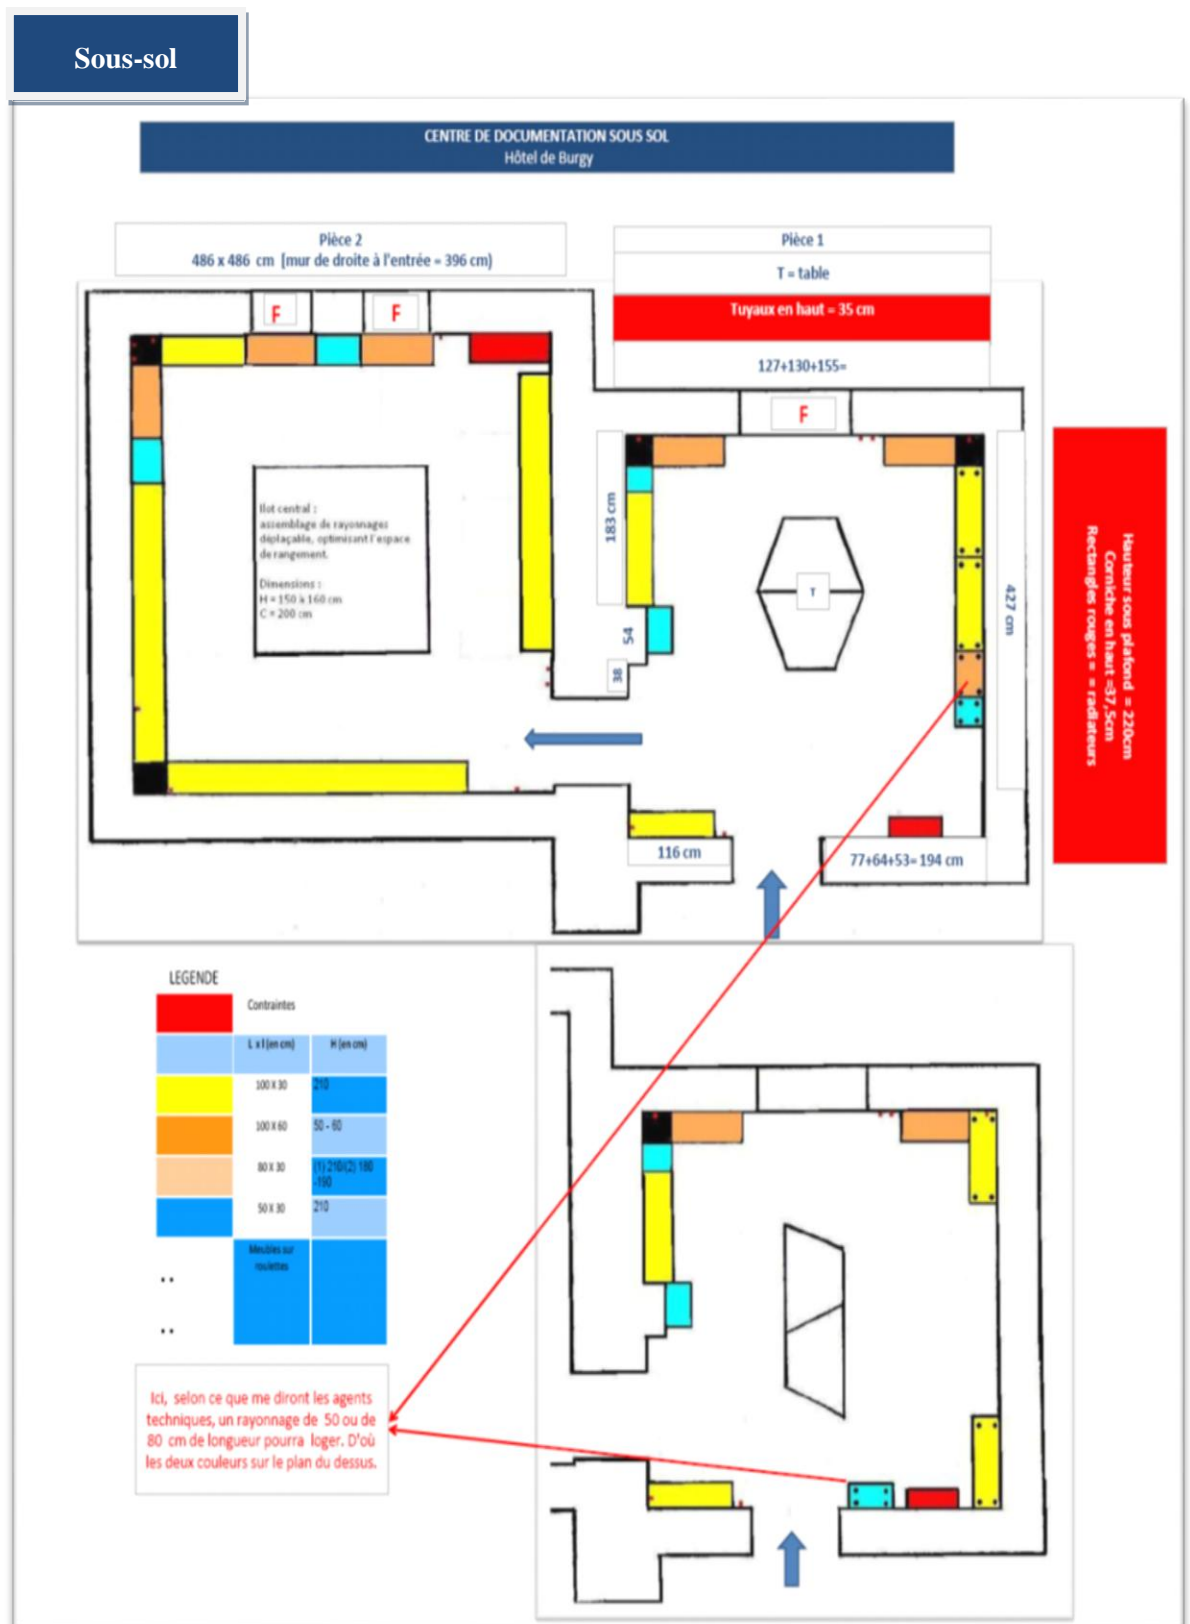 Sous-sol
CENTRE DE DOCUMENTATION SOUS SOL
Hôtel de Burgy
Pièce 2
486 x 486 cm (mur de droite à l'entrée = 396 cm)
Pièce 1
T = table
Tuyaux en haut = 35 cm
127+130+155=
F
F
F
183 cm
54
38
T
427 cm
Ilot central :
assemblage de rayonnages
déplaçable, optimisant l'espace
de rangement.
Dimensions :
H = 150 à 160 cm
C = 200 cm
Hauteur sous plafond = 220cm
Corniche en haut =37,5cm
Rectangles rouges = = radiateurs
116 cm
77+64+53= 194 cm
LEGENDE
Contraintes
L x l (en cm) H (en cm)
100 X 30 210
100 X 60 50 - 60
80 X 30 (1) 210(2) 180
-190
50 X 30 210
Meubles sur
roulettes
Ici, selon ce que me diront les agents
techniques, un rayonnage de 50 ou de
80 cm de longueur pourra loger. D'où
les deux couleurs sur le plan du dessus.